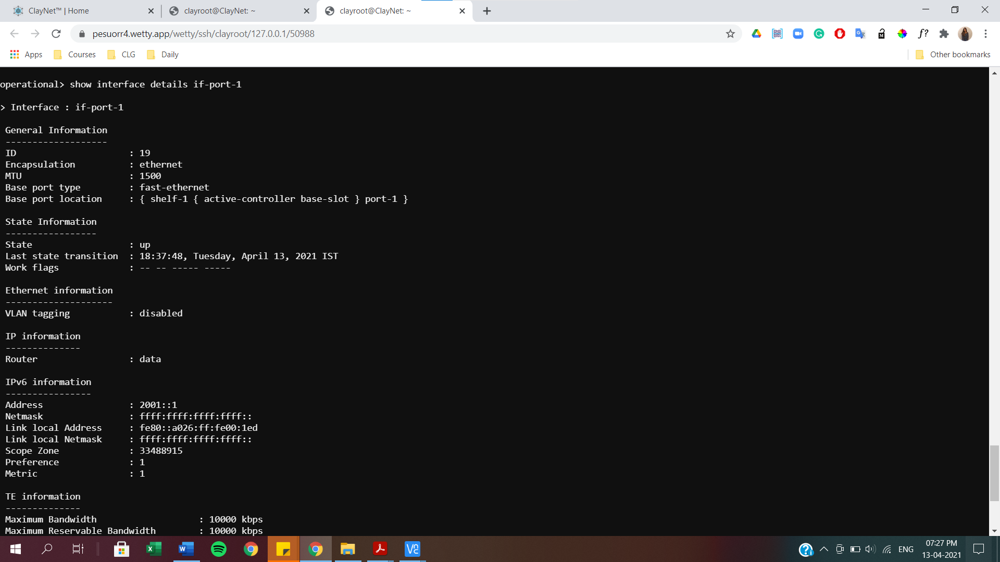 ClayNet™ | Home
clayroot@ClayNet: ~
clayroot@ClayNet: ~
pesuorr4.wetty.app/wetty/ssh/clayroot/127.0.0.1/50988
f?
Apps
Courses
CLG
Daily
Other bookmarks
operational> show interface details if-port-1
> Interface : if-port-1
General Information
-------------------
ID : 19
Encapsulation : ethernet
MTU : 1500
Base port type : fast-ethernet
Base port location : { shelf-1 { active-controller base-slot } port-1 }
State Information
-----------------
State : up
Last state transition : 18:37:48, Tuesday, April 13, 2021 IST
Work flags : -- -- ----- -----
Ethernet information
--------------------
VLAN tagging : disabled
IP information
--------------
Router : data
IPv6 information
----------------
Address : 2001::1
Netmask : ffff:ffff:ffff:ffff::
Link local Address : fe80::a026:ff:fe00:1ed
Link local Netmask : ffff:ffff:ffff:ffff::
Scope Zone : 33488915
Preference : 1
Metric : 1
TE information
--------------
Maximum Bandwidth : 10000 kbps
Maximum Reservable Bandwidth : 10000 kbps
ENG
07:27 PM
13-04-2021